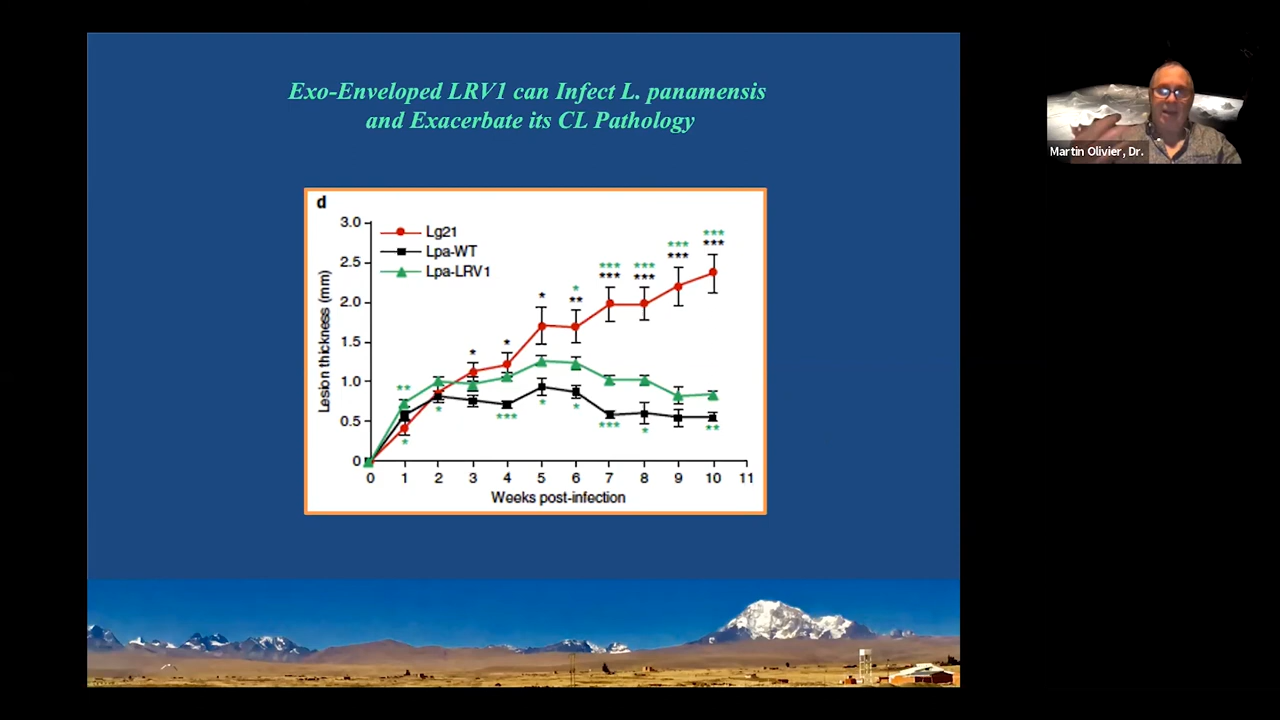 Exo-Enveloped LRV1 can Infect L. panamensis
and Exacerbate its CL Pathology
Martin Olivier, Dr.
d
3.0
2.5
2.0
1.5
1.0
0.5
0
Lesion thickness (mm)
Lg21
Lpa-WT
Lpa-LRV1
** * * *** * * * * * ** * *** *** * *** *** *** * *** *** *** *** **
0 1 2 3 4 5 6 7 8 9 10 11
Weeks post-infection